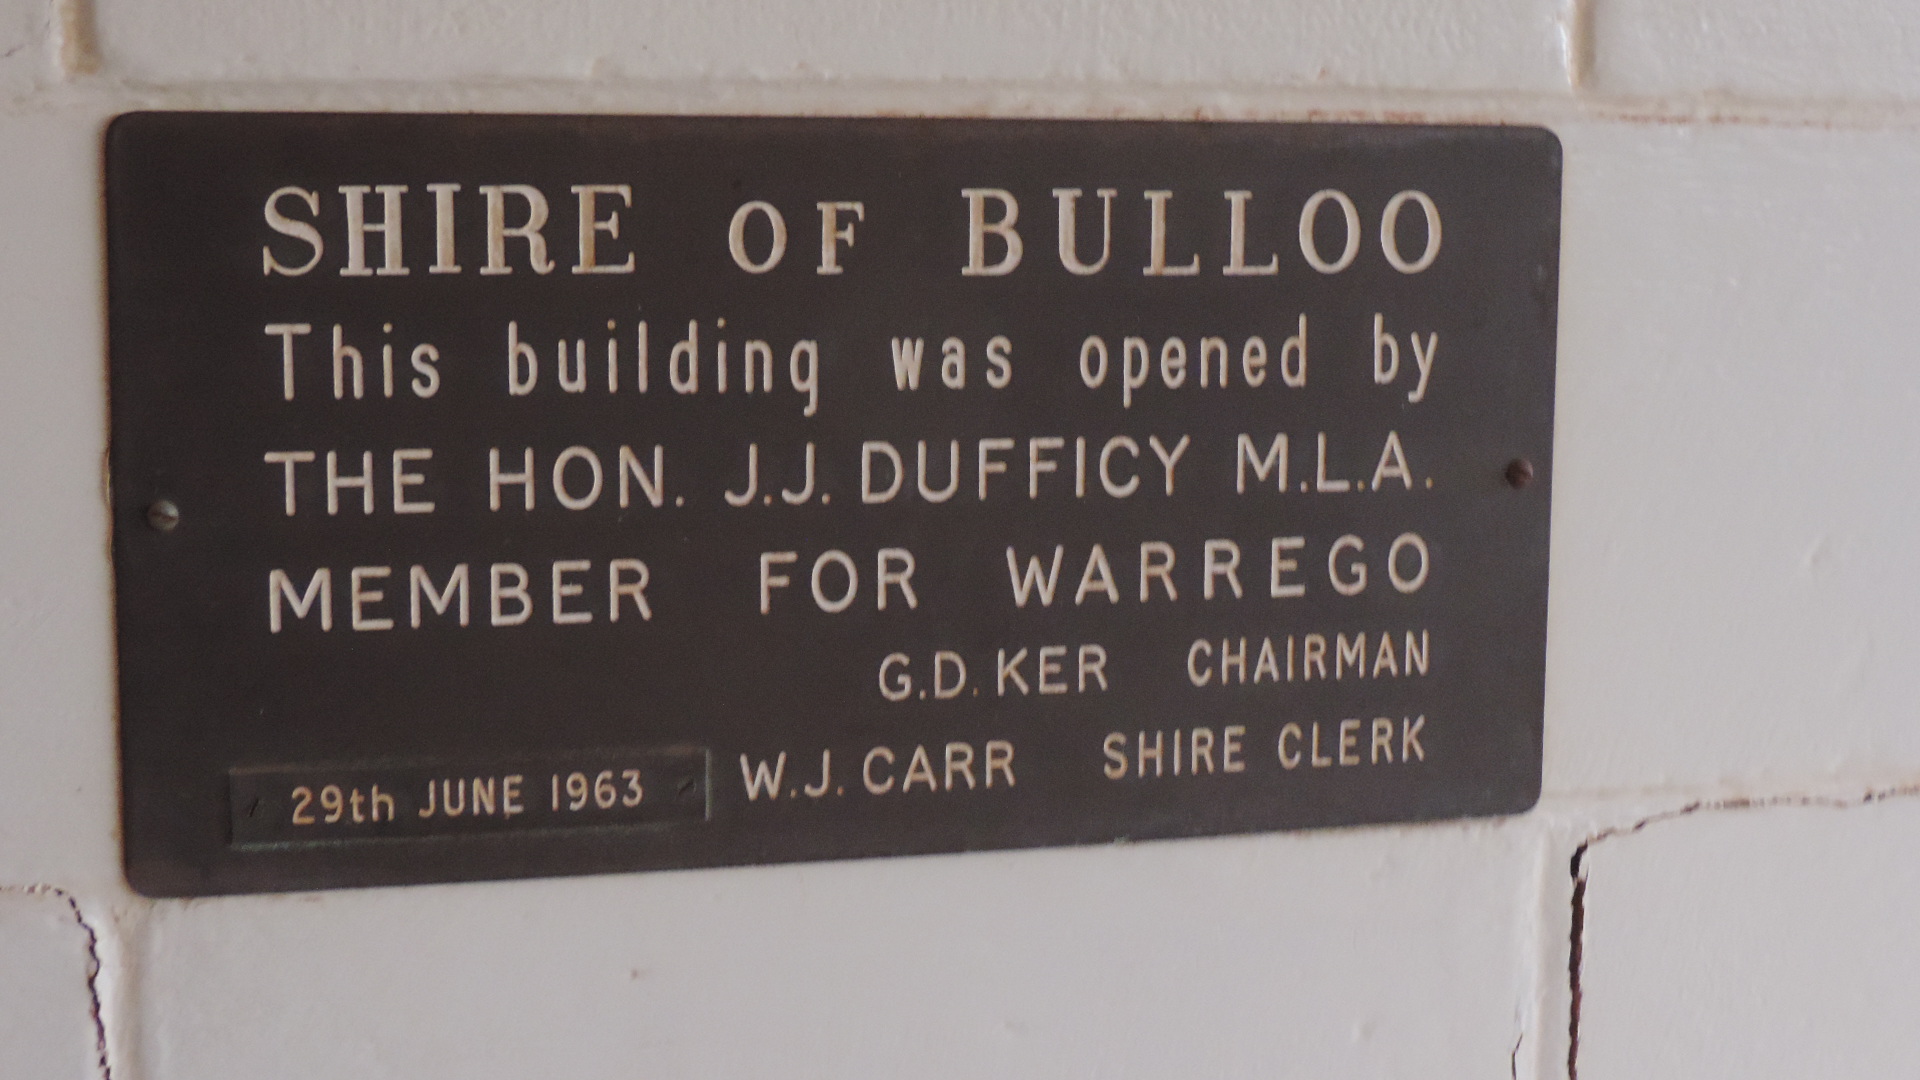 SHIRE OF BULLOO
This building was opened by
THE HON. J.J. DUFFICY M.L.A.
MEMBER FOR WARREGO
G.D. KER CHAIRMAN
W.J. CARR SHIRE CLERK
29th JUNE 1963